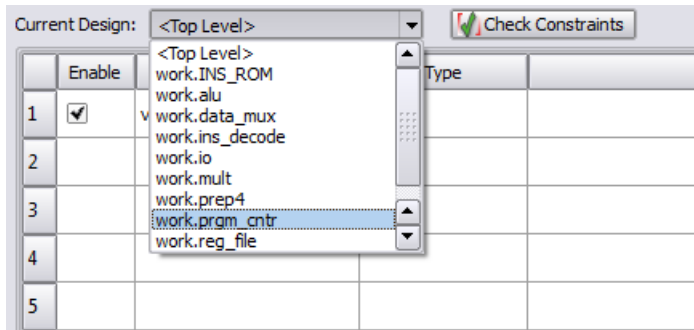 Current Design: <Top Level> Check Constraints
Enable Type
<Top Level>
work.INS_ROM
work.alu
1 v work.data_mux
work.ins_decode
2 work.io
work.mult
work.prep4
3 work.prgm_cntr
work.reg_file
4
5